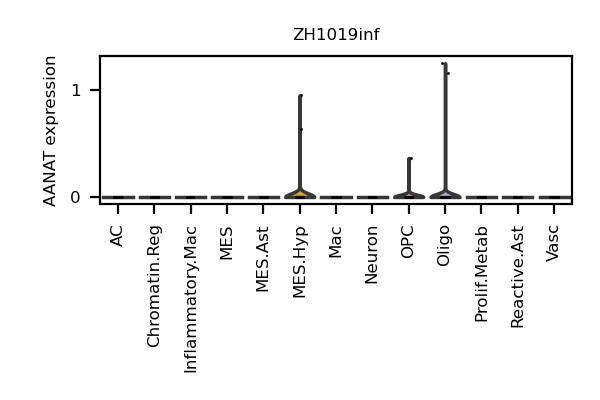 ZH1019inf
AANAT expression
1
0
AC
Chromatin.Reg
Inflammatory.Mac
MES
MES.Ast
MES.Hyp
Mac
Neuron
OPC
Oligo
Prolif.Metab
Reactive.Ast
Vasc